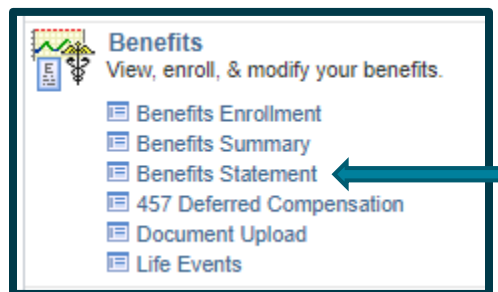 Benefits
View, enroll, & modify your benefits.
Benefits Enrollment
Benefits Summary
Benefits Statement
457 Deferred Compensation
Document Upload
Life Events